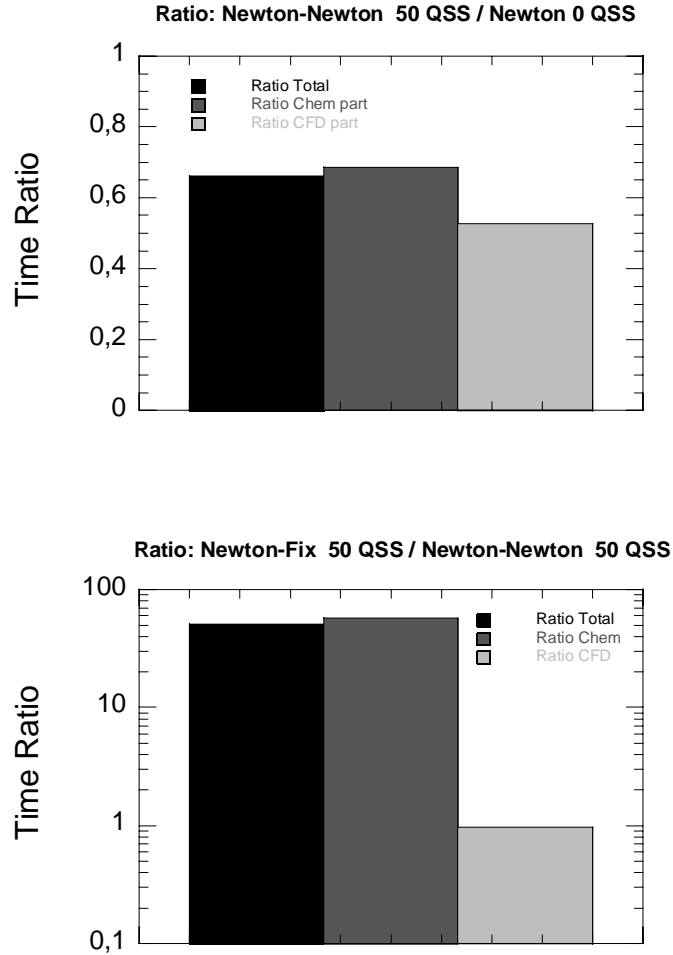 Ratio: Newton-Newton 50 QSS / Newton 0 QSS
1
Ratio Total
Ratio Chem part
Ratio CFD part
0,8
0,6
0,4
0,2
0
Time Ratio
Ratio: Newton-Fix 50 QSS / Newton-Newton 50 QSS
100
Ratio Total
Ratio Chem
Ratio CFD
10
1
0,1
Time Ratio